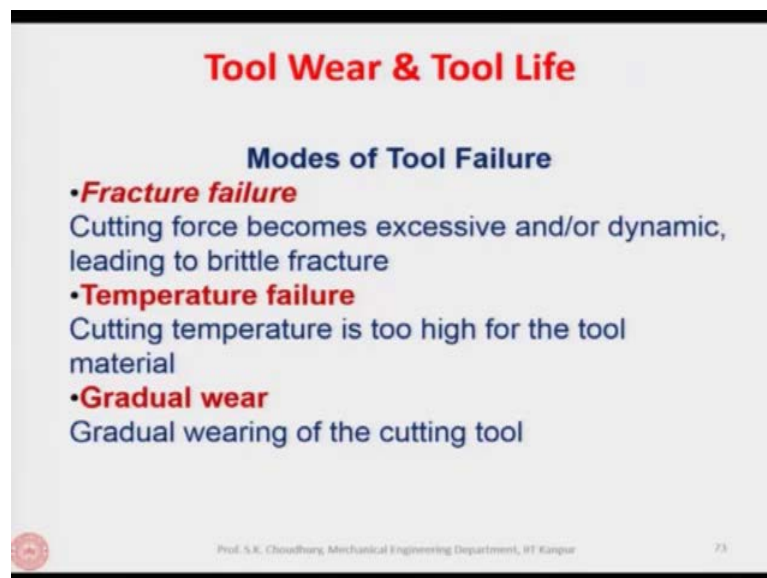 Tool Wear & Tool Life
Modes of Tool Failure
•Fracture failure
Cutting force becomes excessive and/or dynamic,
leading to brittle fracture
•Temperature failure
Cutting temperature is too high for the tool
material
•Gradual wear
Gradual wearing of the cutting tool
Prof. S.K. Choudhury, Mechanical Engineering Department, IIT Kanpur
73